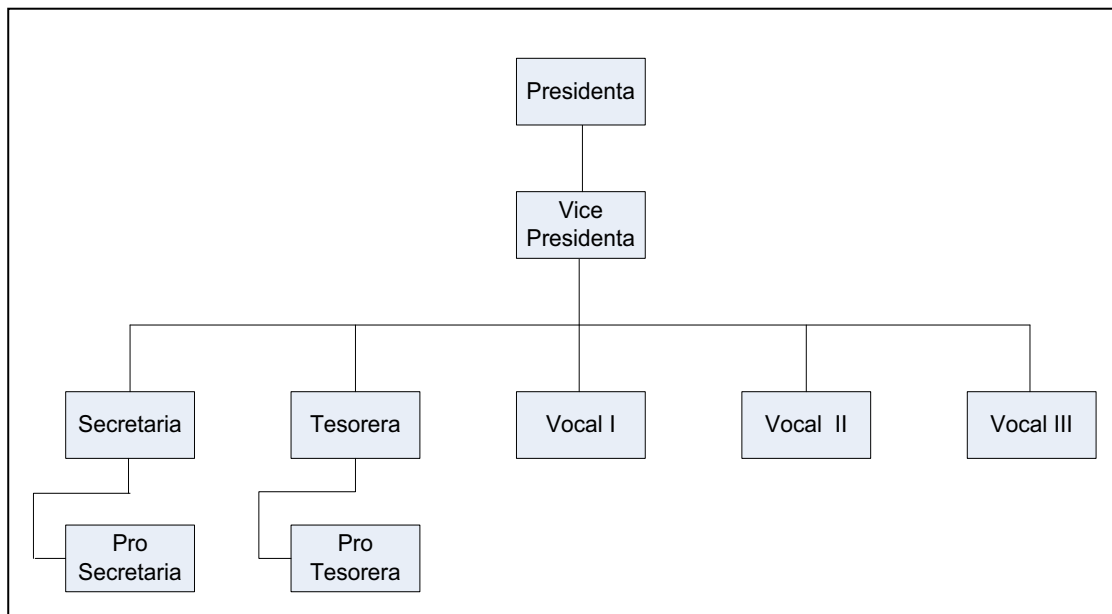 Presidenta
Vice
Presidenta
Secretaria
Tesorera
Vocal I
Vocal II
Vocal III
Pro
Secretaria
Pro
Tesorera